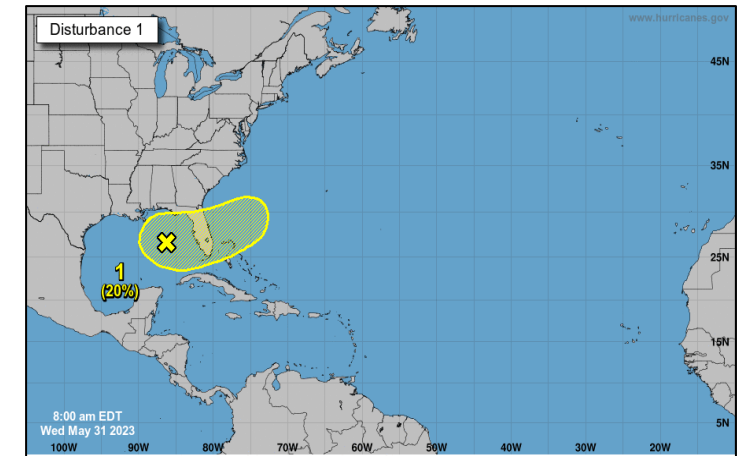 Disturbance 1
www.hurricanes.gov
45N
35N
25N
1
(20%)
15N
8:00 am EDT
Wed May 31 2023
5N
100W 90W 80W 70W 60W 50W 40W 30W 20W